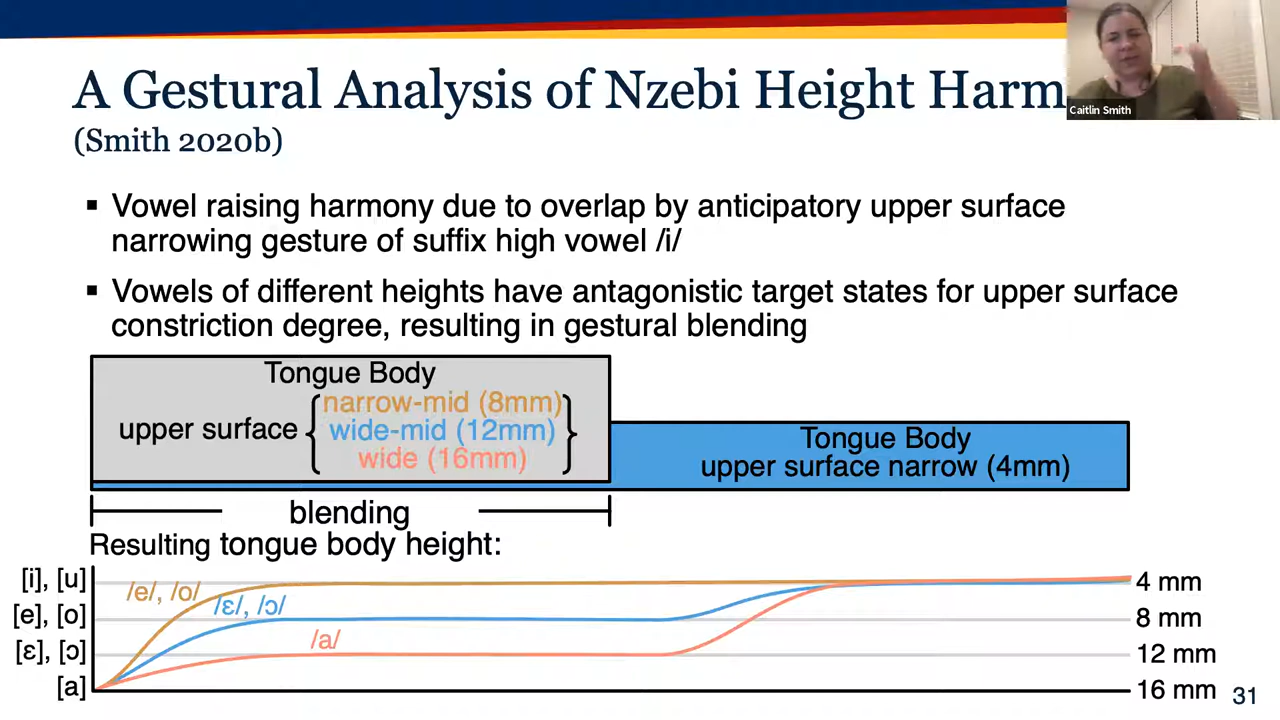 A Gestural Analysis of Nzebi Height Harm
Caitlin Smith
(Smith 2020b)
▪ Vowel raising harmony due to overlap by anticipatory upper surface
narrowing gesture of suffix high vowel /i/
▪ Vowels of different heights have antagonistic target states for upper surface
constriction degree, resulting in gestural blending
Tongue Body
upper surface
narrow-mid (8mm)
wide-mid (12mm)
wide (16mm)
Tongue Body
upper surface narrow (4mm)
blending
Resulting tongue body height:
[i], [u]
[e], [o]
[ɛ], [ɔ]
[a]
/e/, /o/
/ɛ/, /ɔ/
/a/
4 mm
8 mm
12 mm
16 mm
31